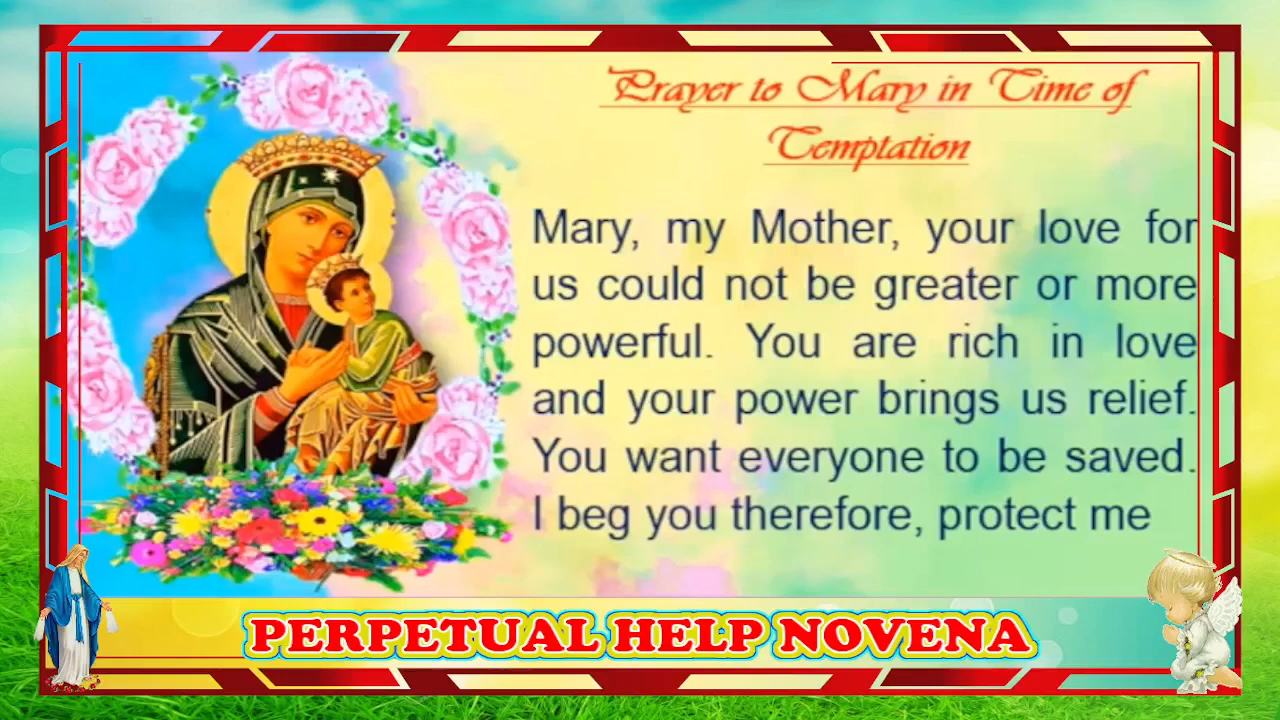 Prayer to Mary in Time of
Temptation
Mary, my Mother, your love for
us could not be greater or more
powerful. You are rich in love
and your power brings us relief.
You want everyone to be saved.
I beg you therefore, protect me
PERPETUAL HELP NOVENA